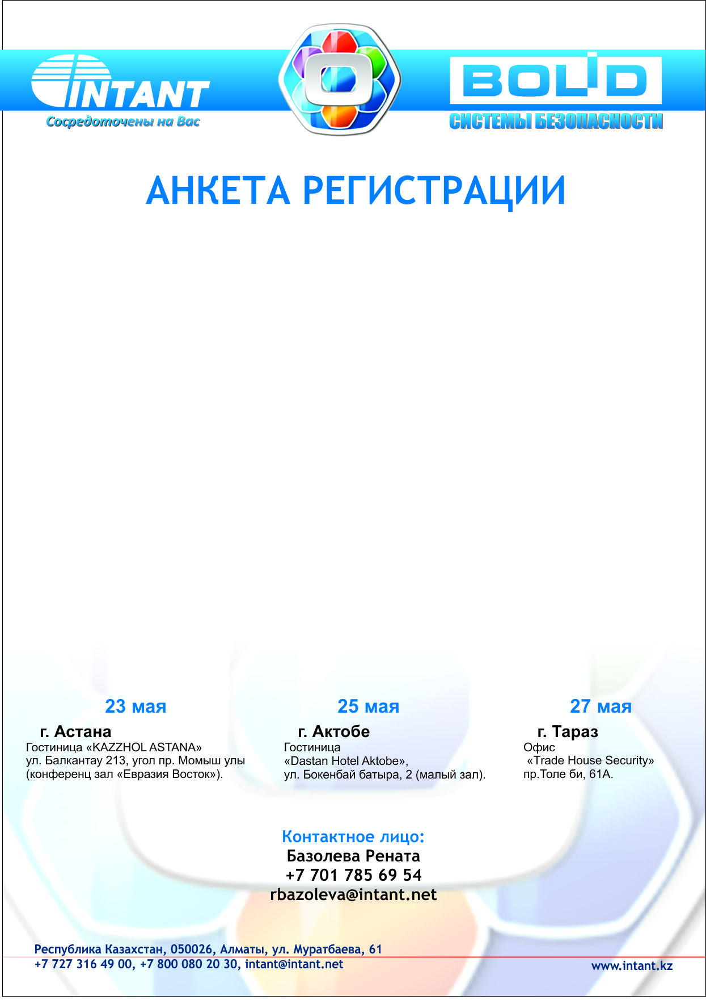 INTANT
Сосредоточены на Вас
BOLID
СИСТЕМЫ БЕЗОПАСНОСТИ
АНКЕТА РЕГИСТРАЦИИ
23 мая
г. Астана
Гостиница «KAZZHOL ASTANA»
ул. Балкантау 213, угол пр. Момыш улы
(конференц зал «Евразия Восток»).
25 мая
г. Актобе
Гостиница
«Dastan Hotel Aktobe»,
ул. Бокенбай батыра, 2 (малый зал).
27 мая
г. Тараз
Офис
«Trade House Security»
пр.Толе би, 61А.
Контактное лицо:
Базолева Рената
+7 701 785 69 54
rbazoleva@intant.net
Республика Казахстан, 050026, Алматы, ул. Муратбаева, 61
+7 727 316 49 00, +7 800 080 20 30, intant@intant.net
www.intant.kz